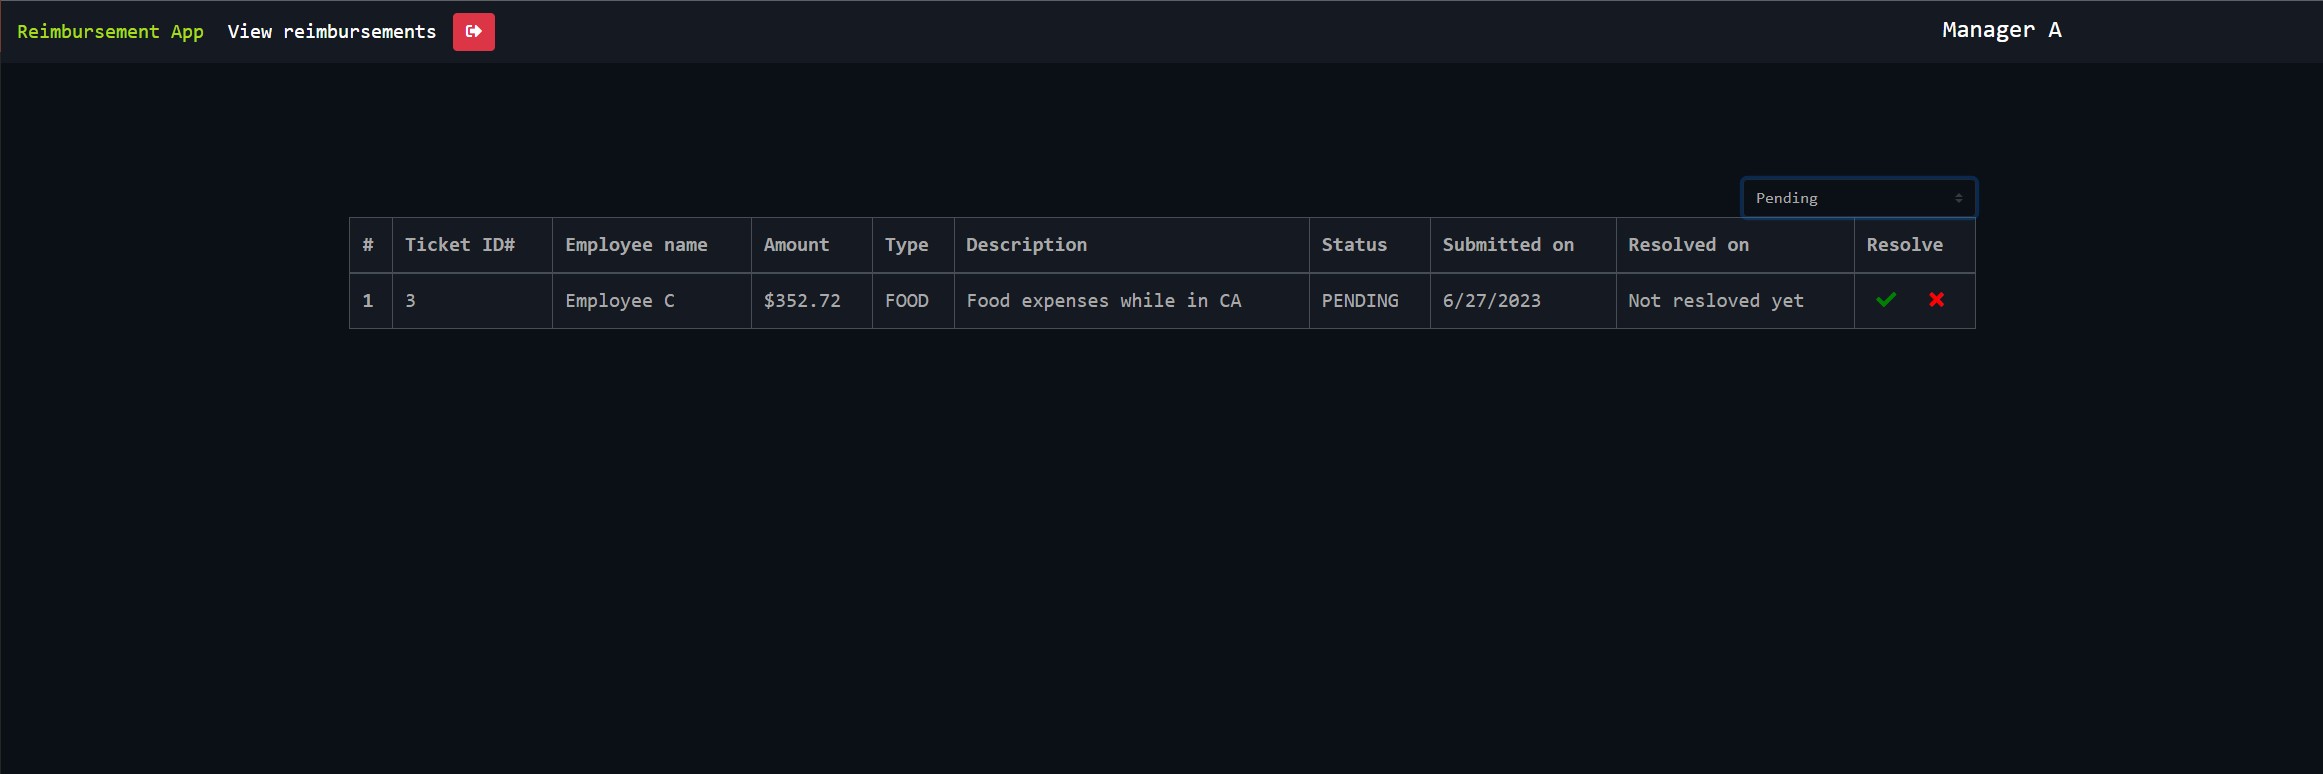 Reimbursement App View reimbursements Manager A
Pending
# Ticket ID# Employee name Amount Type Description Status Submitted on Resolved on Resolve
1 3 Employee C $352.72 FOOD Food expenses while in CA PENDING 6/27/2023 Not resloved yet